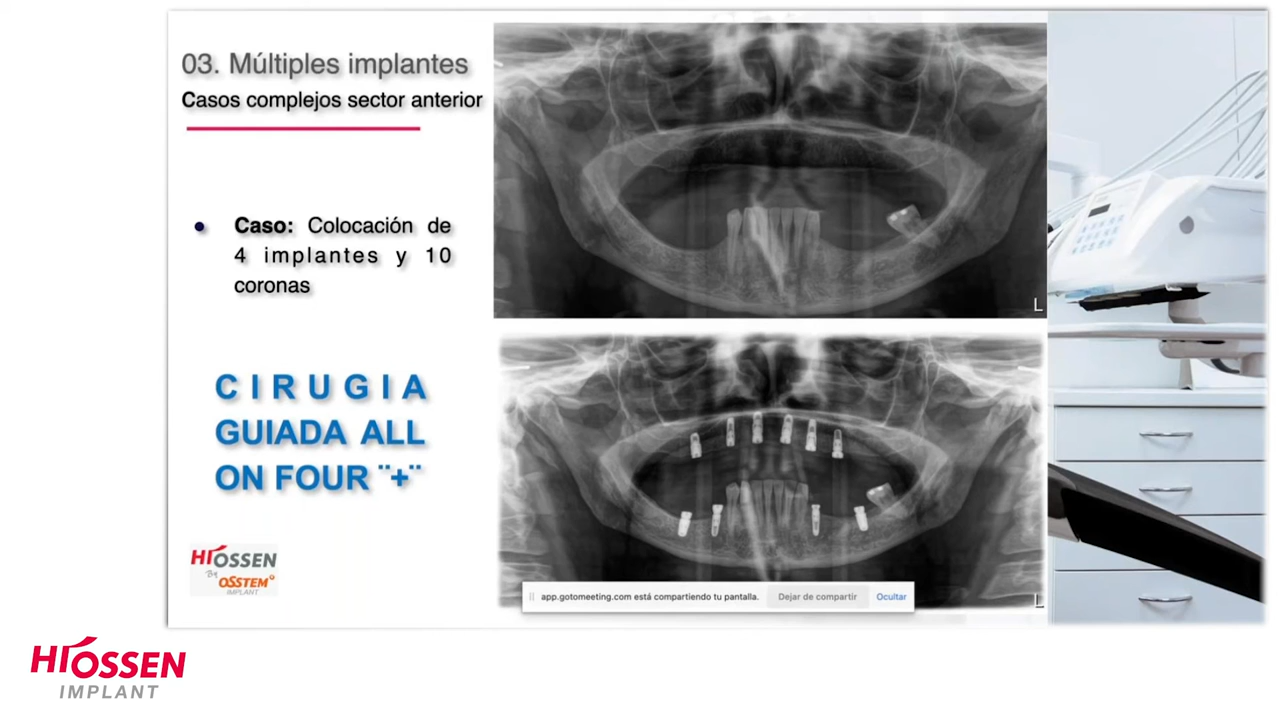 03. Múltiples implantes
Casos complejos sector anterior
• Caso: Colocación de
4 implantes y 10
coronas
CIRUGIA
GUIADA ALL
ON FOUR ¨+¨
HIOSSEN
By OSSTEM
IMPLANT
L
L
app.gotomeeting.com está compartiendo tu pantalla. Dejar de compartir Ocultar
HIOSSEN
IMPLANT